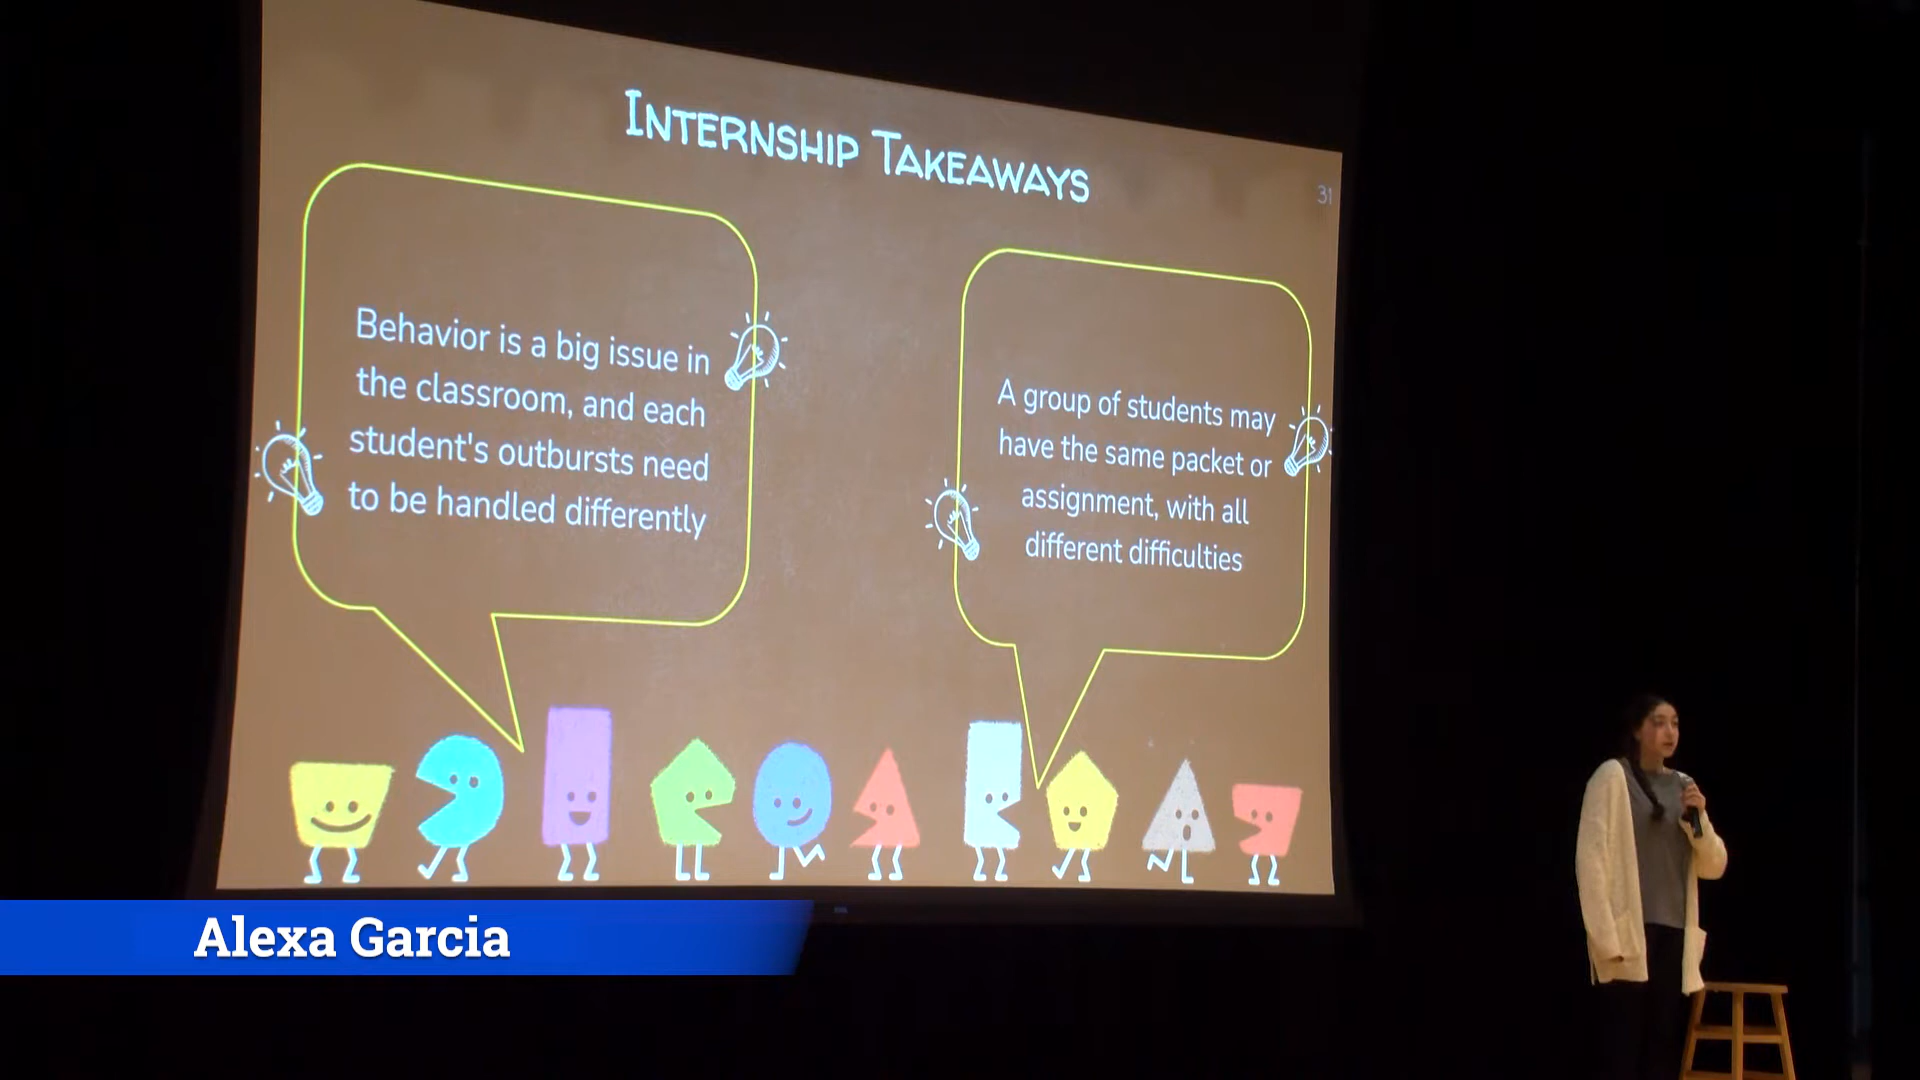 INTERNSHIP TAKEAWAYS
31
Behavior is a big issue in
the classroom, and each
student's outbursts need
to be handled differently
A group of students may
have the same packet or
assignment, with all
different difficulties
Alexa Garcia